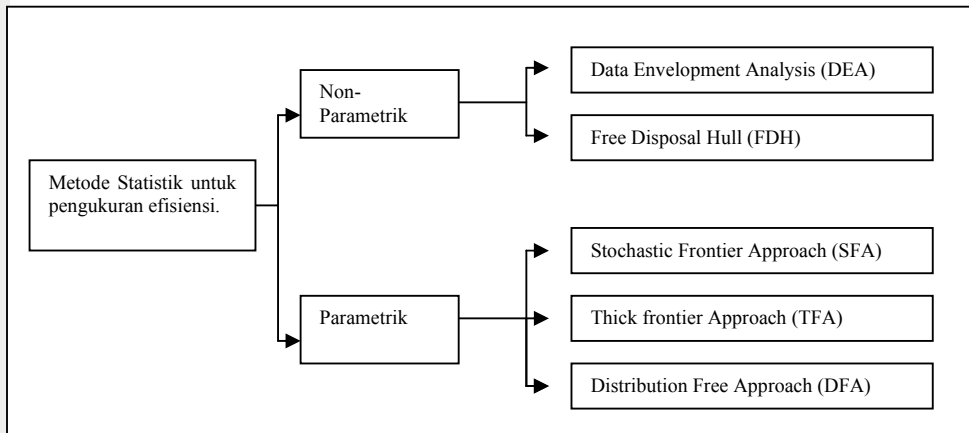 Metode Statistik untuk
pengukuran efisiensi.
Non-
Parametrik
Data Envelopment Analysis (DEA)
Free Disposal Hull (FDH)
Parametrik
Stochastic Frontier Approach (SFA)
Thick frontier Approach (TFA)
Distribution Free Approach (DFA)